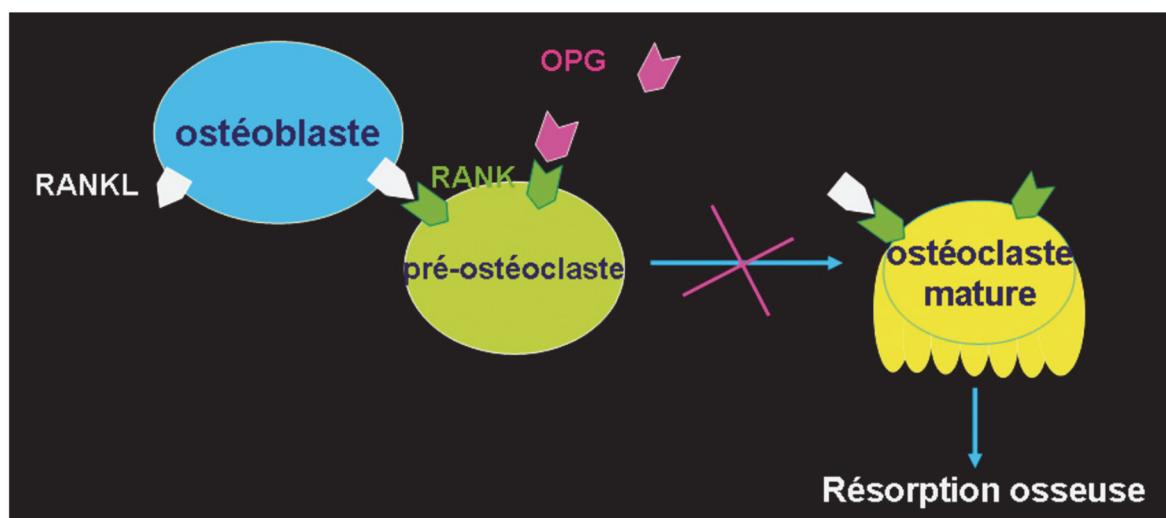 OPG
ostéoblaste
RANKL
RANK
pré-ostéoclaste
ostéoclaste
mature
Résorption osseuse